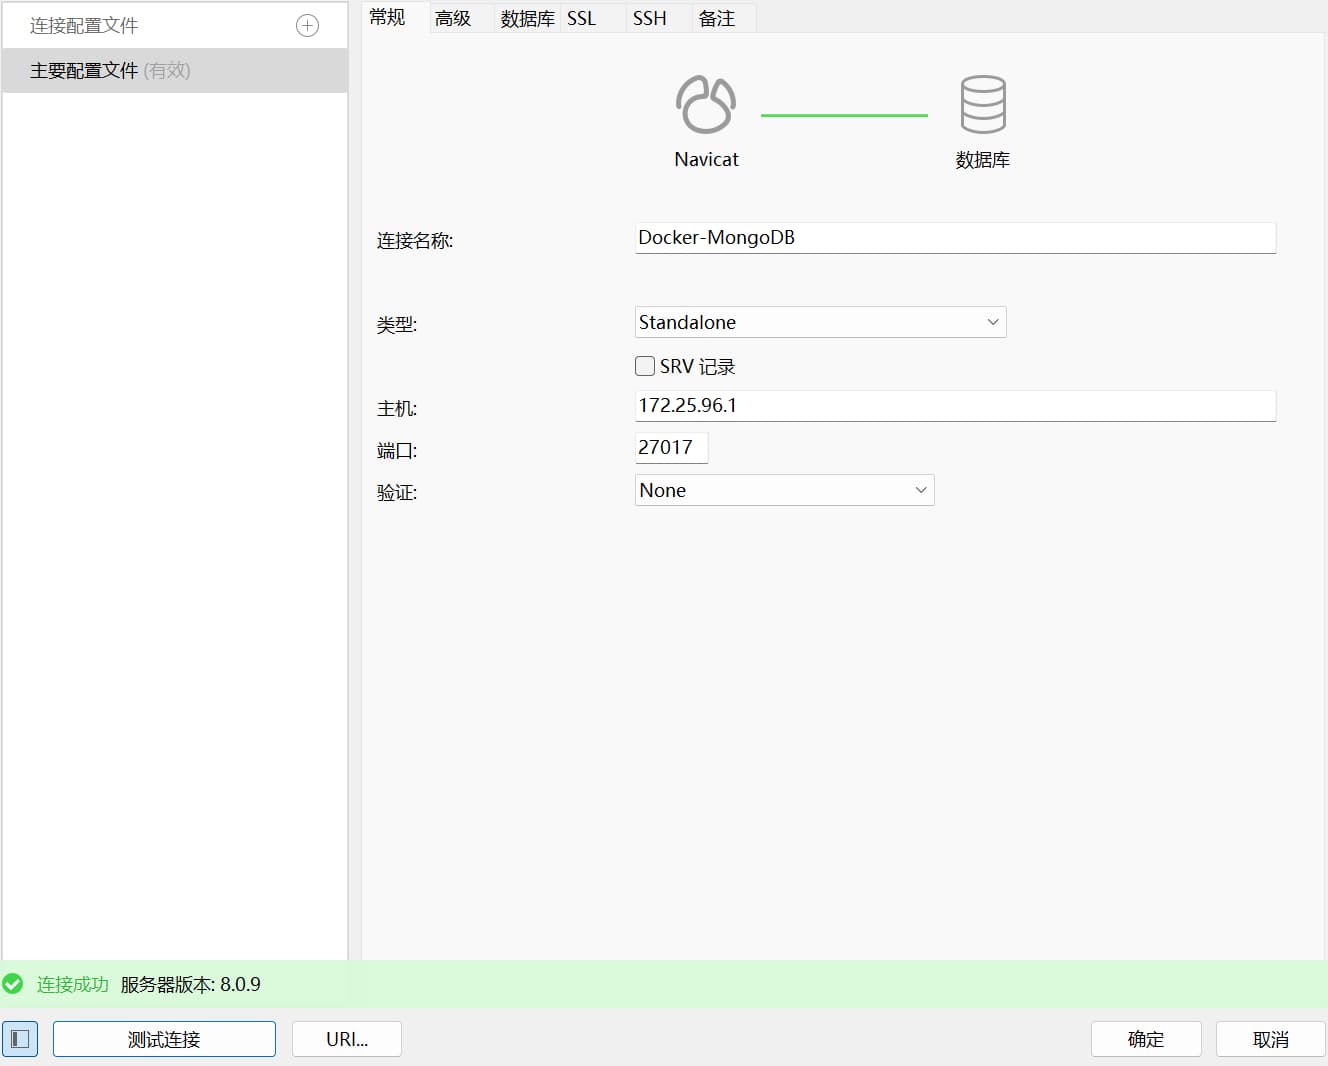 连接配置文件
主要配置文件 (有效)
常规 高级 数据库 SSL SSH 备注
Navicat 数据库
连接名称: Docker-MongoDB
类型: Standalone
SRV 记录
主机: 172.25.96.1
端口: 27017
验证: None
连接成功 服务器版本: 8.0.9
测试连接 URI... 确定 取消